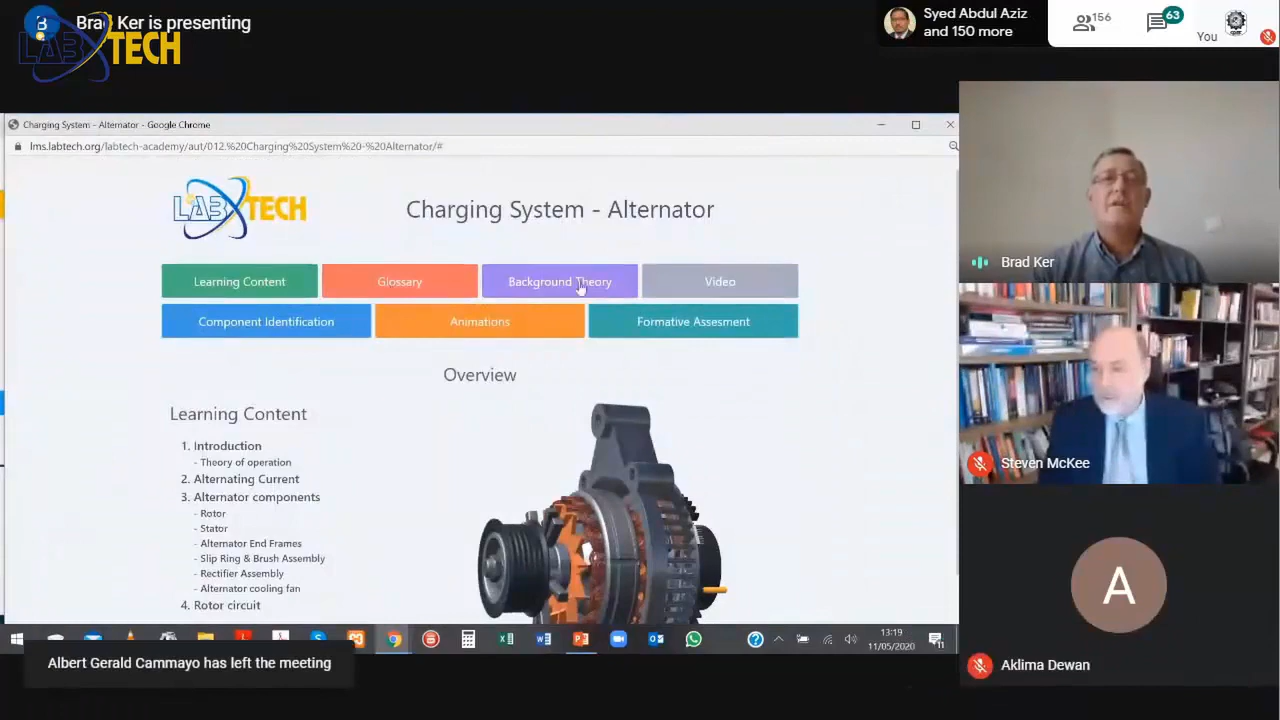 B
Brad Ker is presenting
LABTECH
Syed Abdul Aziz
and 150 more
156
63
You
Charging System - Alternator - Google Chrome
lms.labtech.org/labtech-academy/aut/012.%20Charging%20System%20-%20Alternator/#
LABTECH
Charging System - Alternator
Learning Content
Glossary
Background Theory
Video
Component Identification
Animations
Formative Assesment
Overview
Learning Content
1. Introduction
- Theory of operation
2. Alternating Current
3. Alternator components
- Rotor
- Stator
- Alternator End Frames
- Slip Ring & Brush Assembly
- Rectifier Assembly
- Alternator cooling fan
4. Rotor circuit
Brad Ker
Steven McKee
A
Aklima Dewan
13:19
11/05/2020
11
Albert Gerald Cammayo has left the meeting